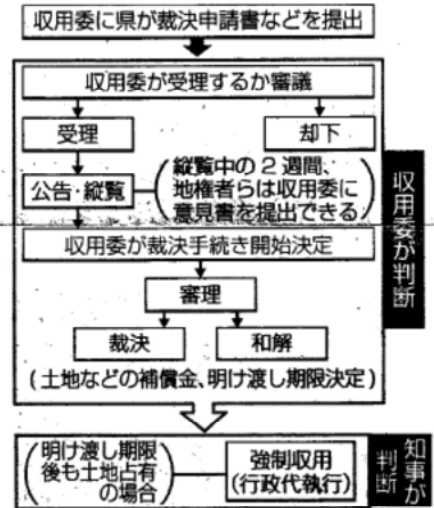 収用委に県が裁決申請書などを提出
収用委が受理するか審議
受理
却下
公告・縦覧
(縦覧中の2週間、
地権者らは収用委に
意見書を提出できる)
収用委が裁決手続き開始決定
審理
裁決
和解
(土地などの補償金、明け渡し期限決定)
収用委が判断
(明け渡し期限
後も土地占有
の場合)
強制収用
(行政代執行)
知事が
判断